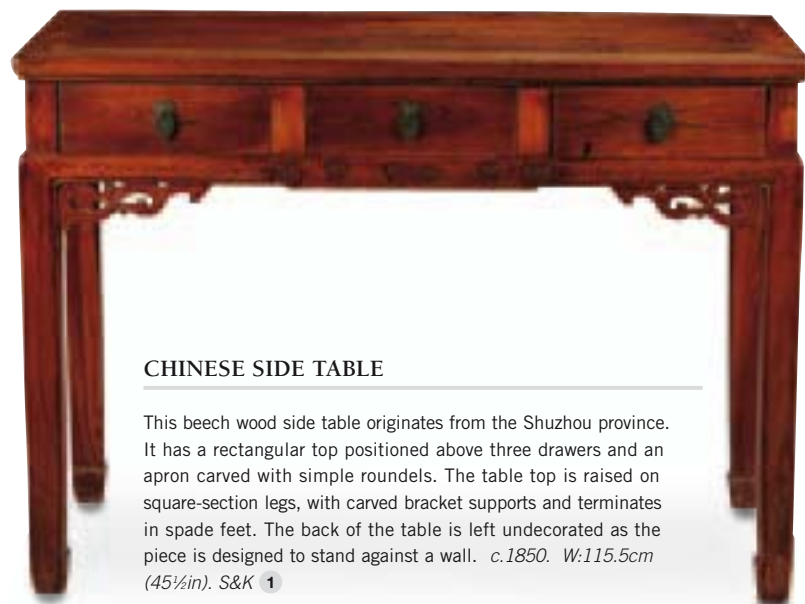 CHINESE SIDE TABLE
This beech wood side table originates from the Shuzhou province.
It has a rectangular top positioned above three drawers and an
apron carved with simple roundels. The table top is raised on
square-section legs, with carved bracket supports and terminates
in spade feet. The back of the table is left undecorated as the
piece is designed to stand against a wall. c.1850. W:115.5cm
(45½in). S&K 1